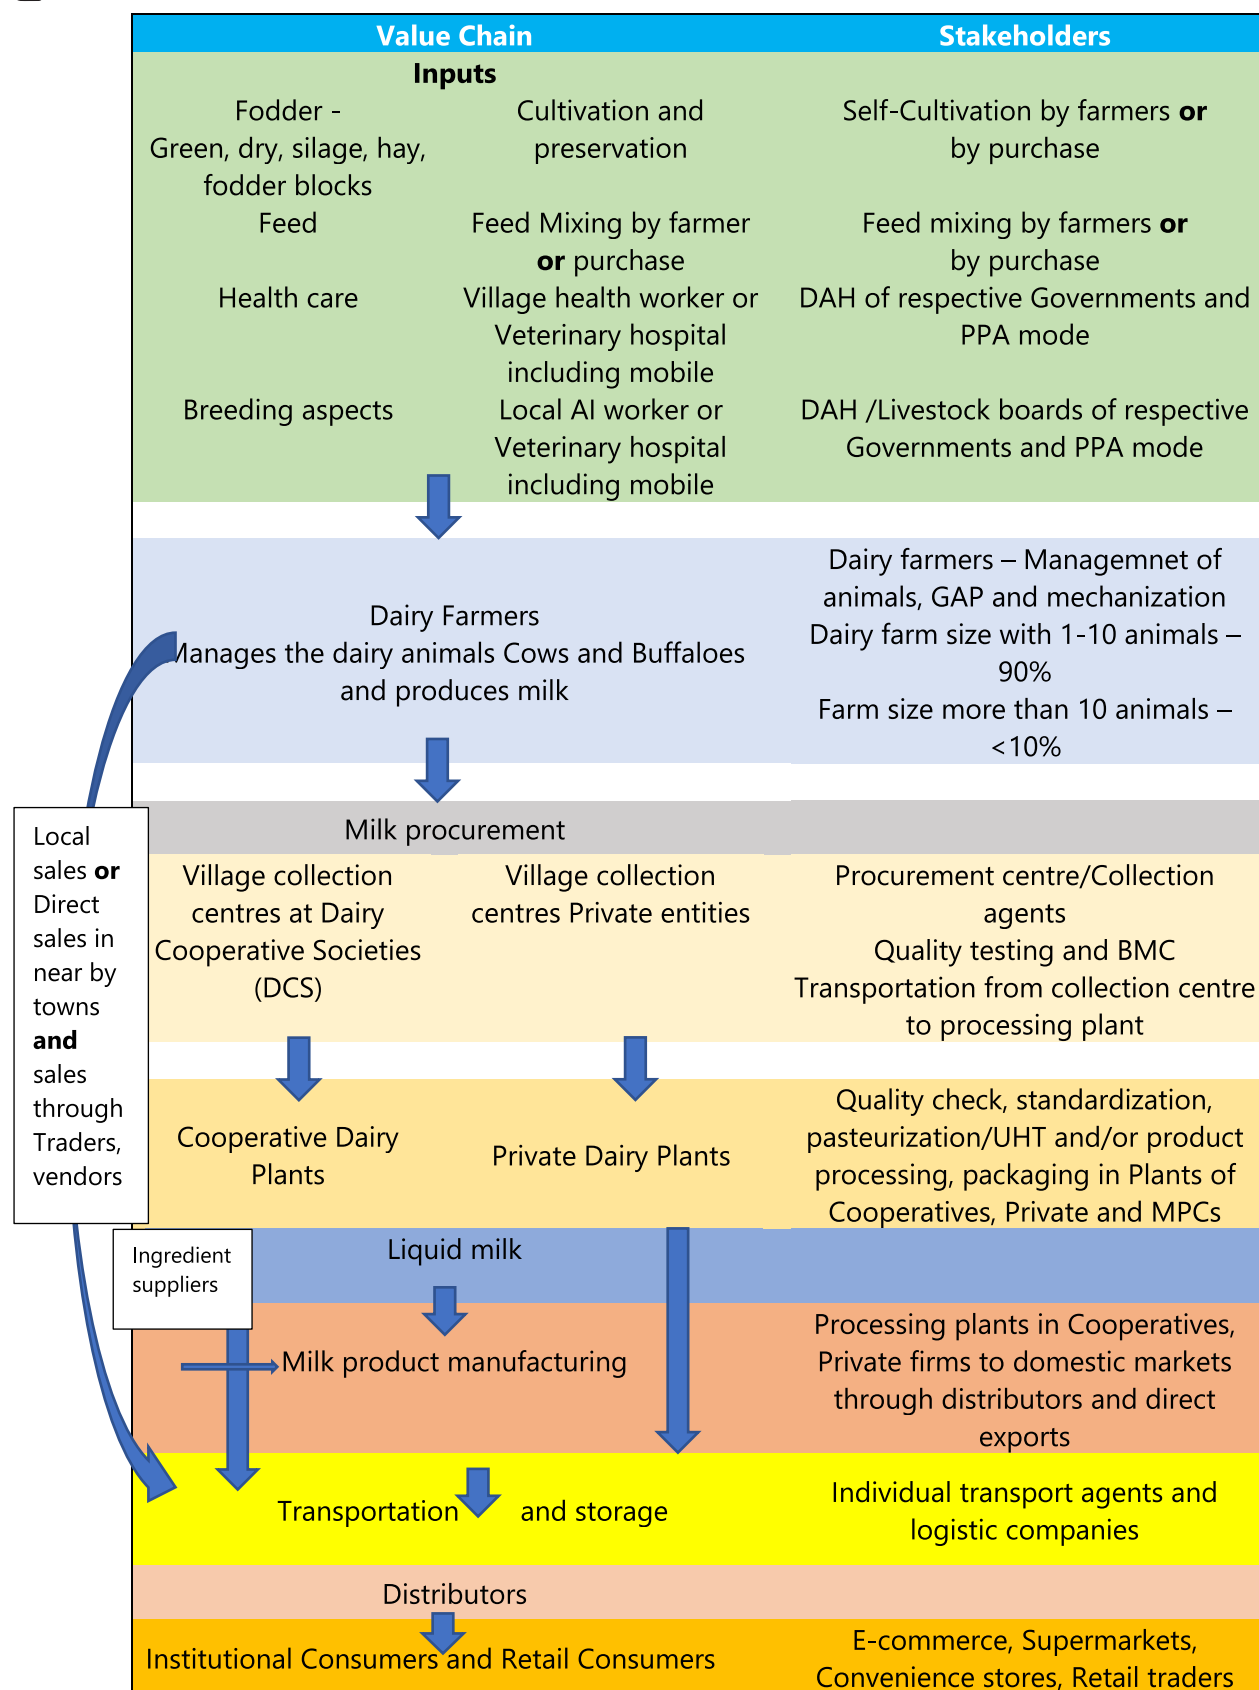 Value Chain
Stakeholders
Inputs
Fodder -
Green, dry, silage, hay,
fodder blocks
Cultivation and
preservation
Self-Cultivation by farmers or
by purchase
Feed
Feed Mixing by farmer
or purchase
Feed mixing by farmers or
by purchase
Health care
Village health worker or
Veterinary hospital
including mobile
DAH of respective Governments and
PPA mode
Breeding aspects
Local AI worker or
Veterinary hospital
including mobile
DAH /Livestock boards of respective
Governments and PPA mode
Dairy Farmers
Manages the dairy animals Cows and Buffaloes
and produces milk
Dairy farmers – Managemnet of
animals, GAP and mechanization
Dairy farm size with 1-10 animals –
90%
Farm size more than 10 animals –
<10%
Local
sales or
Direct
sales in
near by
towns
and
sales
through
Traders,
vendors
Milk procurement
Village collection
centres at Dairy
Cooperative Societies
(DCS)
Village collection
centres Private entities
Procurement centre/Collection
agents
Quality testing and BMC
Transportation from collection centre
to processing plant
Cooperative Dairy
Plants
Private Dairy Plants
Quality check, standardization,
pasteurization/UHT and/or product
processing, packaging in Plants of
Cooperatives, Private and MPCs
Ingredient
suppliers
Liquid milk
Milk product manufacturing
Processing plants in Cooperatives,
Private firms to domestic markets
through distributors and direct
exports
Transportation and storage
Individual transport agents and
logistic companies
Distributors
Institutional Consumers and Retail Consumers
E-commerce, Supermarkets,
Convenience stores, Retail traders